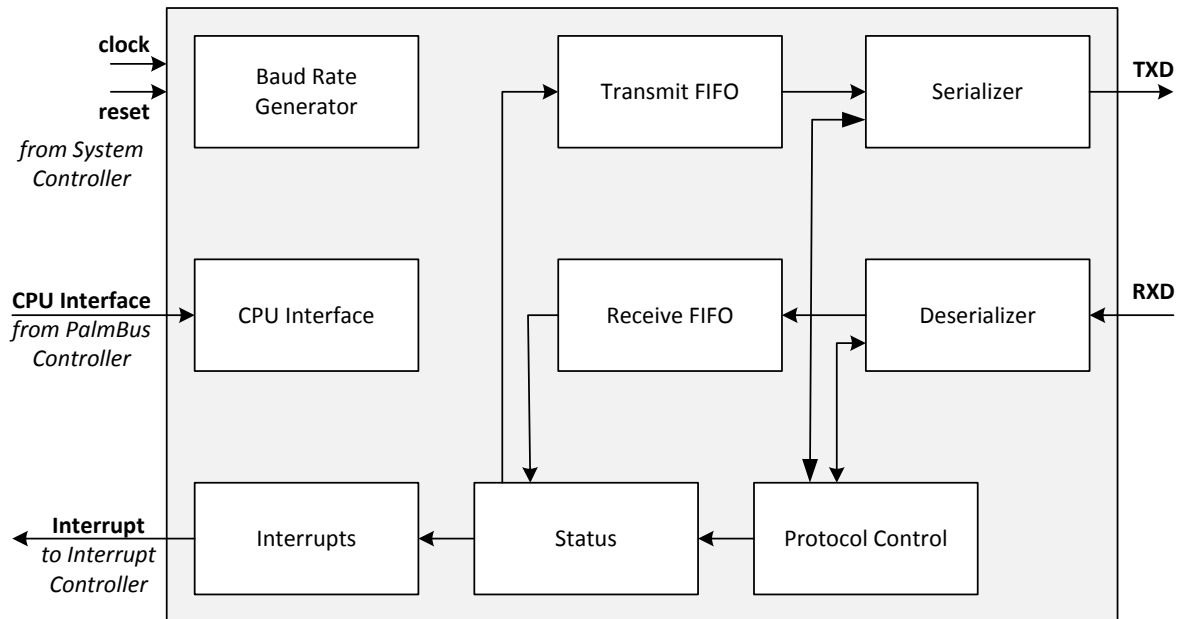 clock
reset
from System
Controller
Baud Rate
Generator
Transmit FIFO
Serializer
TXD
CPU Interface
from PalmBus
Controller
CPU Interface
Receive FIFO
Deserializer
RXD
Interrupt
to Interrupt
Controller
Interrupts
Status
Protocol Control